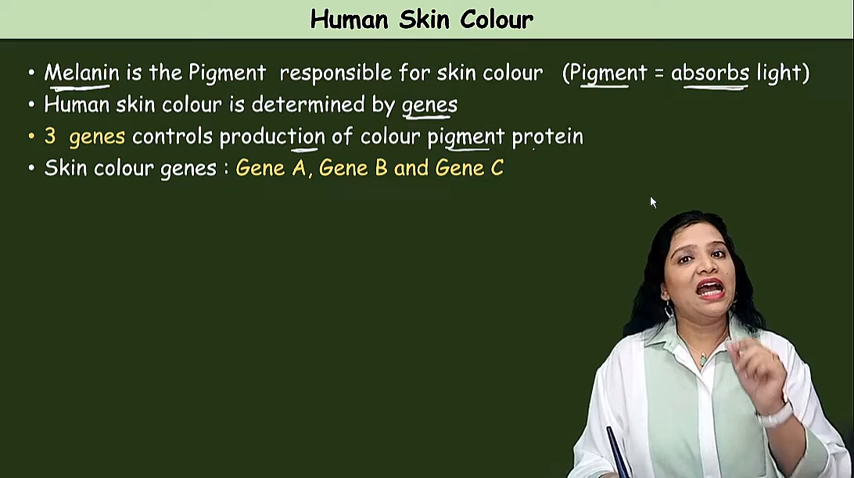 Human Skin Colour
• Melanin is the Pigment responsible for skin colour (Pigment = absorbs light)
• Human skin colour is determined by genes
• 3 genes controls production of colour pigment protein
• Skin colour genes : Gene A, Gene B and Gene C